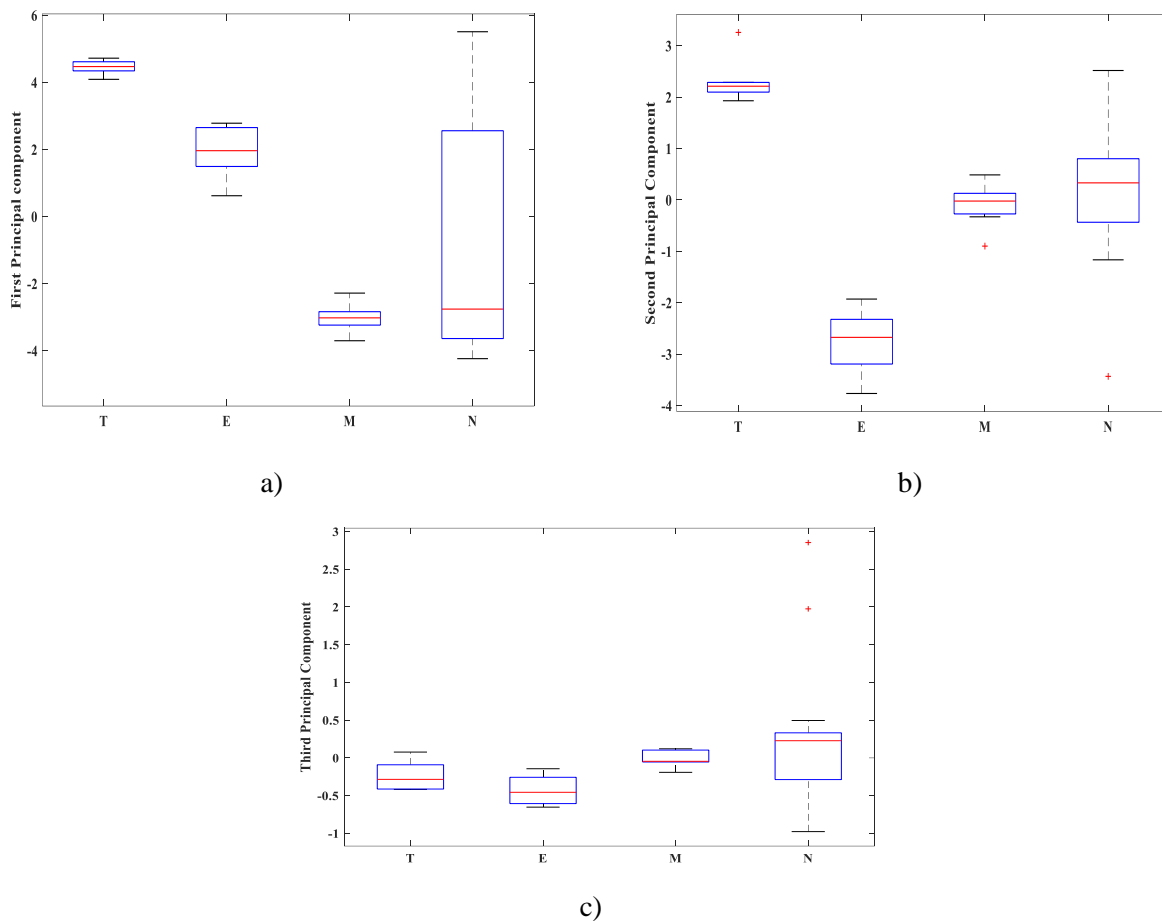 First Principal component
6
4
2
0
-2
-4
T E M N
a)
Second Principal Component
3
2
1
0
-1
-2
-3
-4
T E M N
b)
Third Principal Component
3
2.5
2
1.5
1
0.5
0
-0.5
-1
T E M N
c)